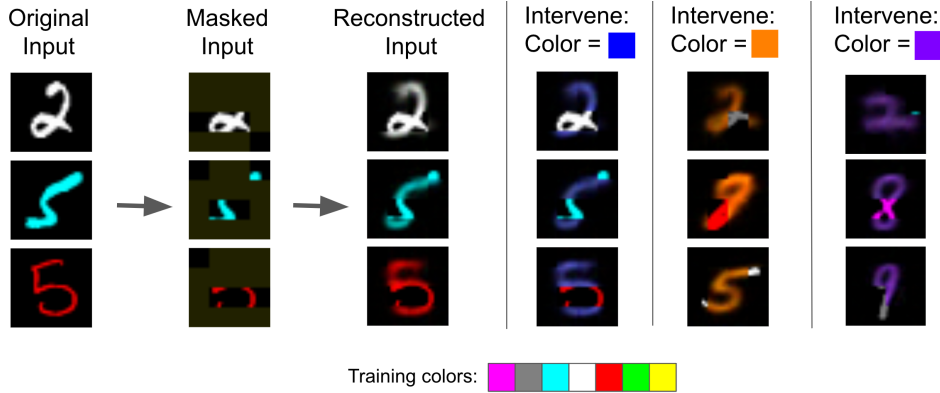 Original
Input
Masked
Input
Reconstructed
Input
Intervene:
Color =
Intervene:
Color =
Intervene:
Color =
Training colors: